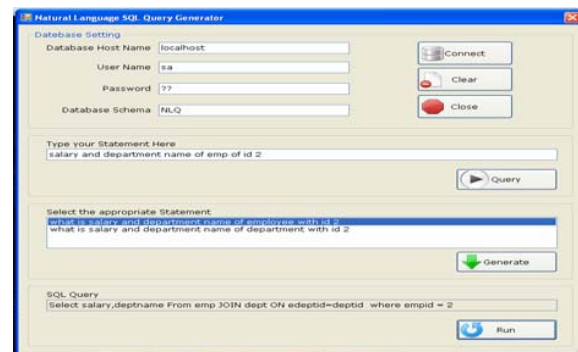 Natural Language SQL Query Generator
Datebase Setting
Database Host Name localhost
Connect
User Name sa
Clear
Password ??
Close
Database Schema NLQ
Type your Statement Here
salary and department name of emp of id 2
Query
Select the appropriate Statement
what is salary and department name of employee with id 2
what is salary and department name of department with id 2
Generate
SQL Query
Select salary,deptname From emp JOIN dept ON edeptid=deptid where empid = 2
Run